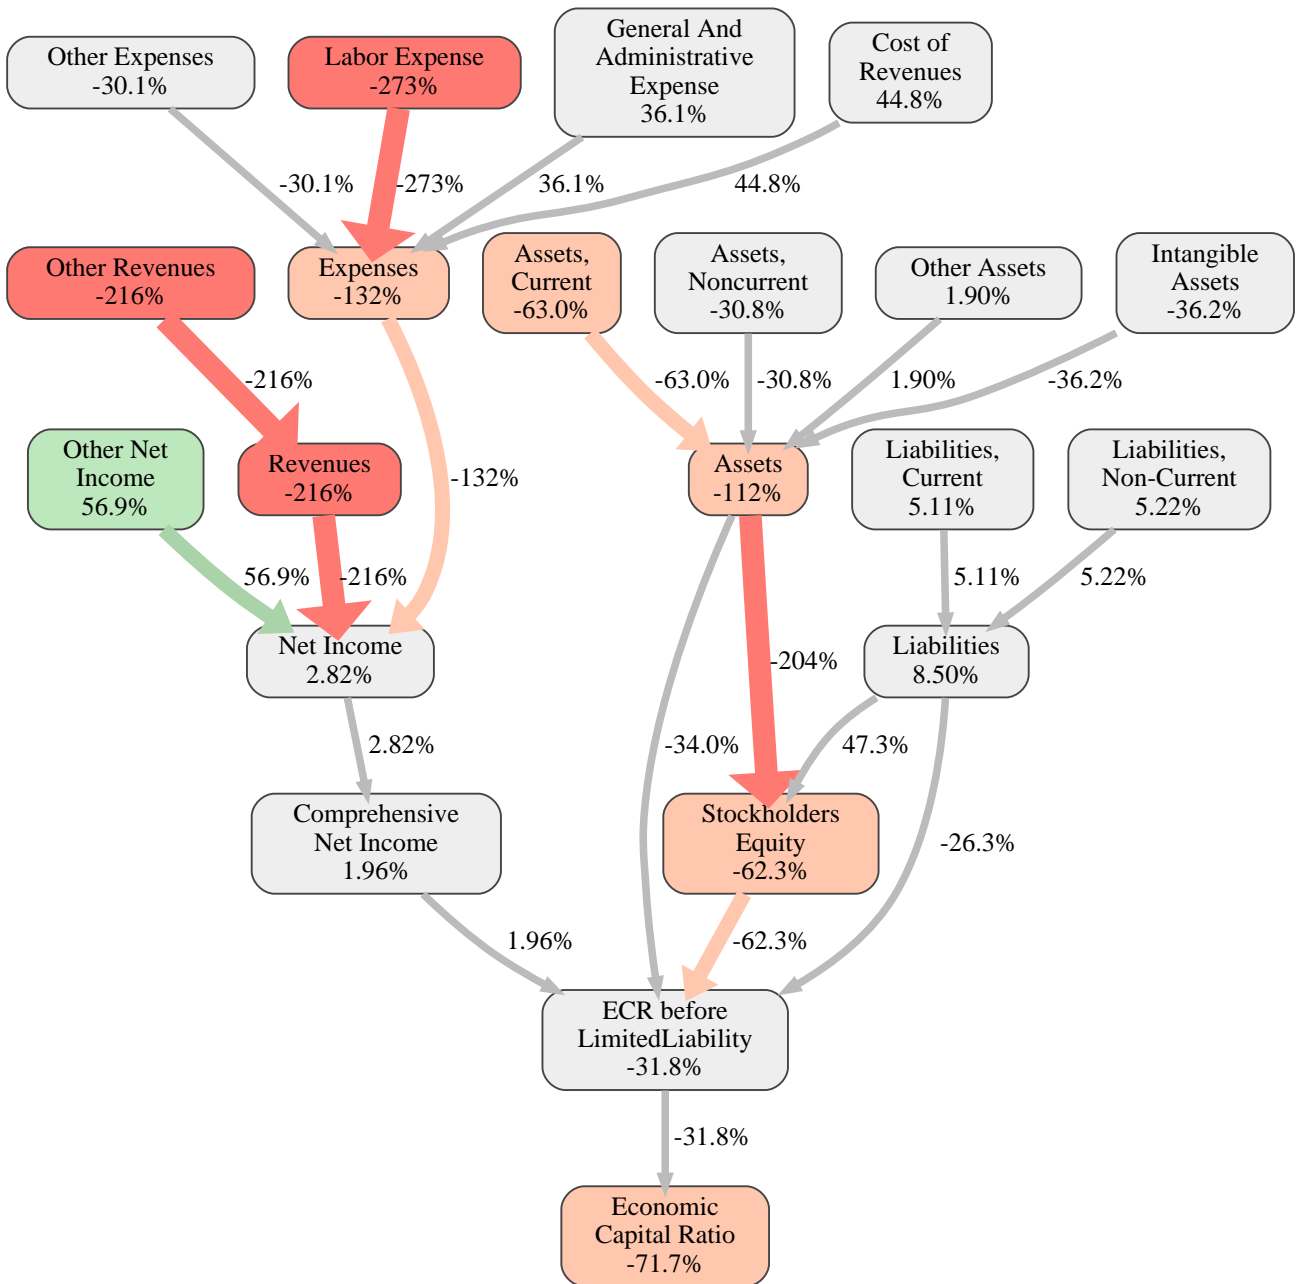 Other Expenses
-30.1%
Labor Expense
-273%
General And
Administrative
Expense
36.1%
Cost of
Revenues
44.8%
-30.1%
-273%
36.1%
44.8%
Other Revenues
-216%
Expenses
-132%
Assets,
Current
-63.0%
Assets,
Noncurrent
-30.8%
Other Assets
1.90%
Intangible
Assets
-36.2%
-216%
-63.0%
-30.8%
1.90%
-36.2%
Other Net
Income
56.9%
Revenues
-216%
-132%
Assets
-112%
Liabilities,
Current
5.11%
Liabilities,
Non-Current
5.22%
56.9%
-216%
5.11%
5.22%
Net Income
2.82%
-204%
Liabilities
8.50%
2.82%
-34.0%
47.3%
Comprehensive
Net Income
1.96%
Stockholders
Equity
-62.3%
-26.3%
1.96%
-62.3%
ECR before
LimitedLiability
-31.8%
-31.8%
Economic
Capital Ratio
-71.7%